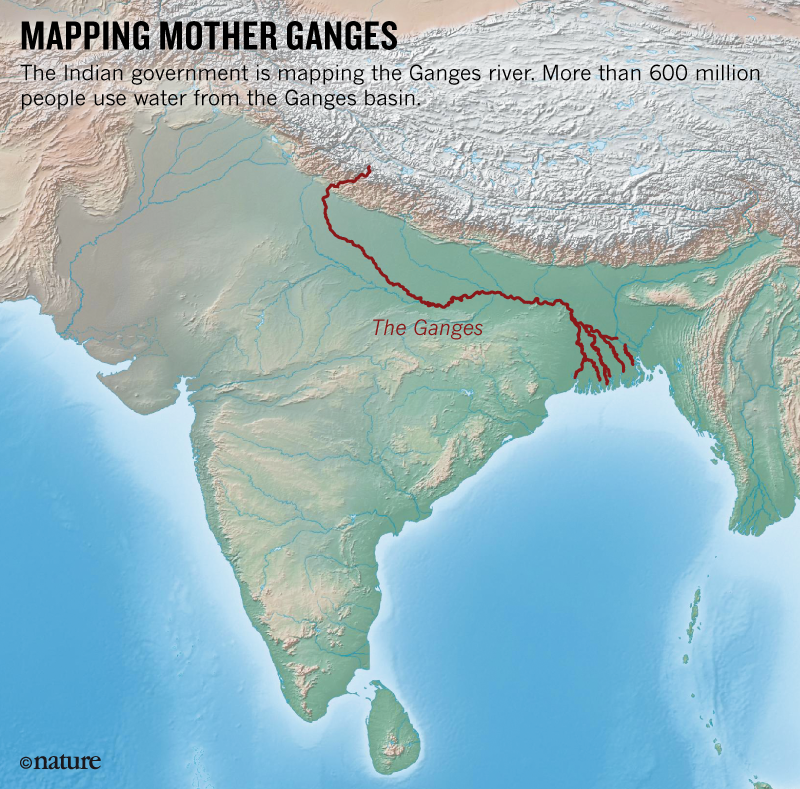 MAPPING MOTHER GANGES
The Indian government is mapping the Ganges river. More than 600 million
people use water from the Ganges basin.
The Ganges
©nature